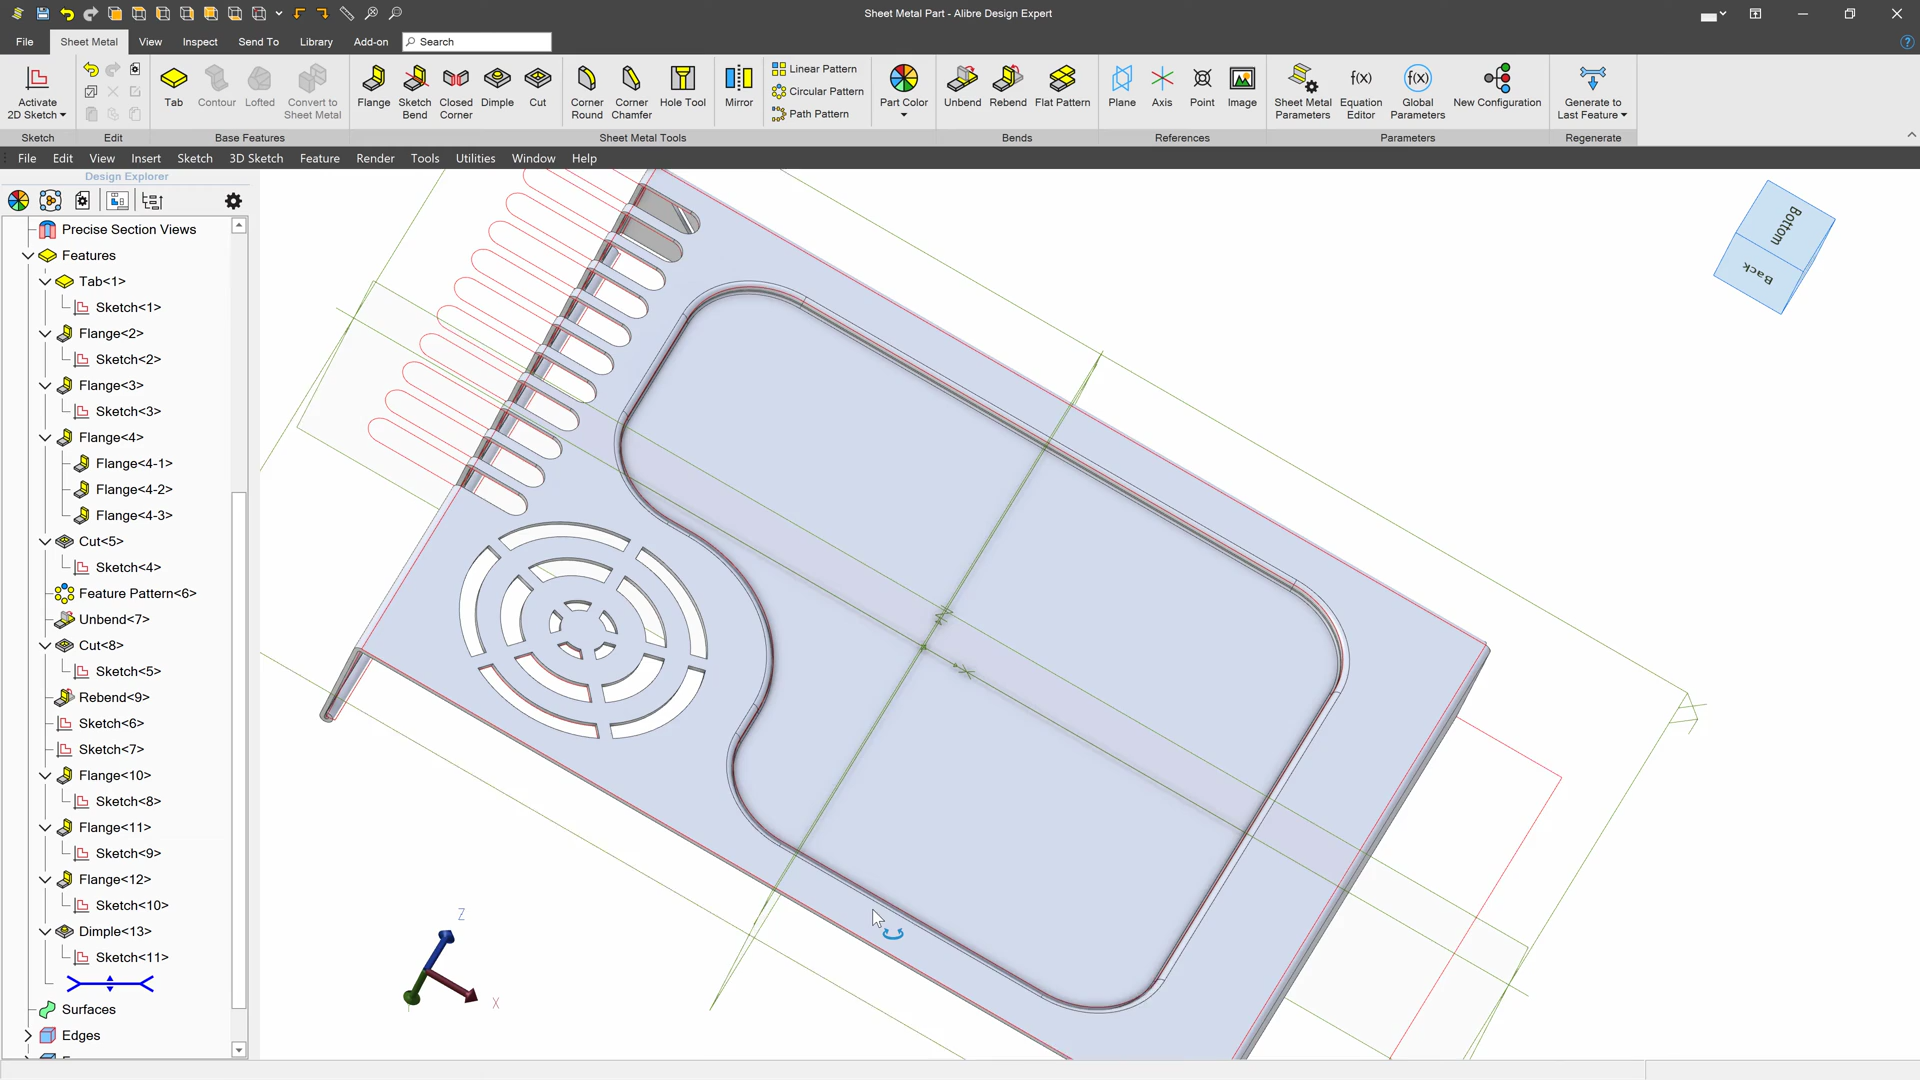 Sheet Metal Part - Alibre Design Expert
File Sheet Metal View Inspect Send To Library Add-on Search
Activate
2D Sketch
Tab Contour Lofted Convert to
Sheet Metal
Flange Sketch
Bend Closed
Corner Dimple Cut
Corner
Round Corner
Chamfer Hole Tool
Mirror
Linear Pattern
Circular Pattern
Path Pattern
Part Color
Unbend Rebend Flat Pattern
Plane Axis Point Image
Sheet Metal
Parameters f(x) Equation
Editor f(x) Global
Parameters New Configuration
Generate to
Last Feature
Sketch Edit Base Features Sheet Metal Tools Bends References Parameters Regenerate
File Edit View Insert Sketch 3D Sketch Feature Render Tools Utilities Window Help
Design Explorer
Precise Section Views
Features
Tab<1>
Sketch<1>
Flange<2>
Sketch<2>
Flange<3>
Sketch<3>
Flange<4>
Flange<4-1>
Flange<4-2>
Flange<4-3>
Cut<5>
Sketch<4>
Feature Pattern<6>
Unbend<7>
Cut<8>
Sketch<5>
Rebend<9>
Sketch<6>
Sketch<7>
Flange<10>
Sketch<8>
Flange<11>
Sketch<9>
Flange<12>
Sketch<10>
Dimple<13>
Sketch<11>
Surfaces
Edges
Bottom
Back
Z
X